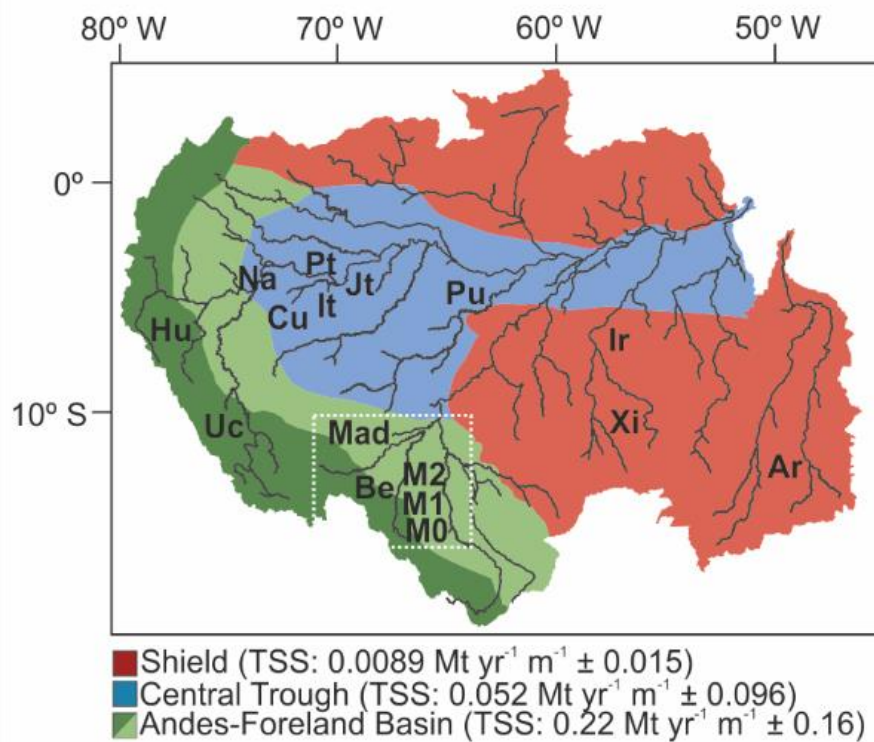 80º W 70º W 60º W 50º W
0º
Pt
Na Jt
It Pu
Cu
Hu Ir
10º S
Uc Mad Xi
M2 Ar
Be
M1
M0
Shield (TSS: 0.0089 Mt yr⁻¹ m⁻¹ ± 0.015)
Central Trough (TSS: 0.052 Mt yr⁻¹ m⁻¹ ± 0.096)
Andes-Foreland Basin (TSS: 0.22 Mt yr⁻¹ m⁻¹ ± 0.16)